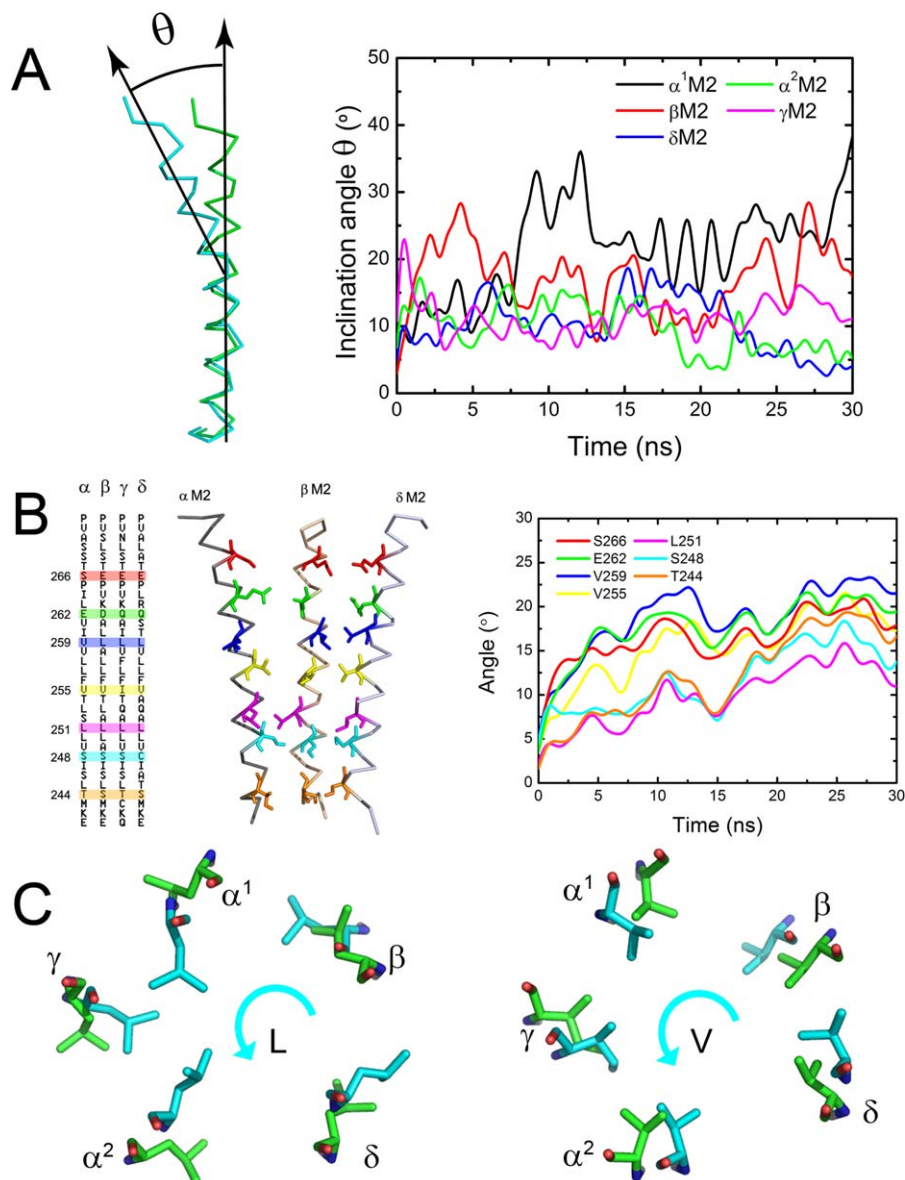 A
θ
Inclination angle θ (°)
50
40
30
20
10
0
α¹M2
α²M2
βM2
γM2
δM2
0 5 10 15 20 25 30
Time (ns)
B
α β γ δ
P P P P
V V V V
A S N A
S L L L
S S S A
T T T T
266 S E E E
P P P P
I V V L
L K K R
262 E D Q Q
V A A S
I L I T
259 V L L L
L L F L
L L L L
F F F F
255 V V I V
T T T A
L L Q Q
S A A A
251 L L L L
L L L L
V A V V
248 S S S C
I I I I
S S S A
L L L T
244 T S T S
M M C M
K K K K
E E Q E
α M2
β M2
δ M2
Angle (°)
30
25
20
15
10
5
0
S266
L251
E262
S248
V259
T244
V255
0 5 10 15 20 25 30
Time (ns)
C
α¹
β
γ
L
α²
δ
α¹
β
γ
V
α²
δ